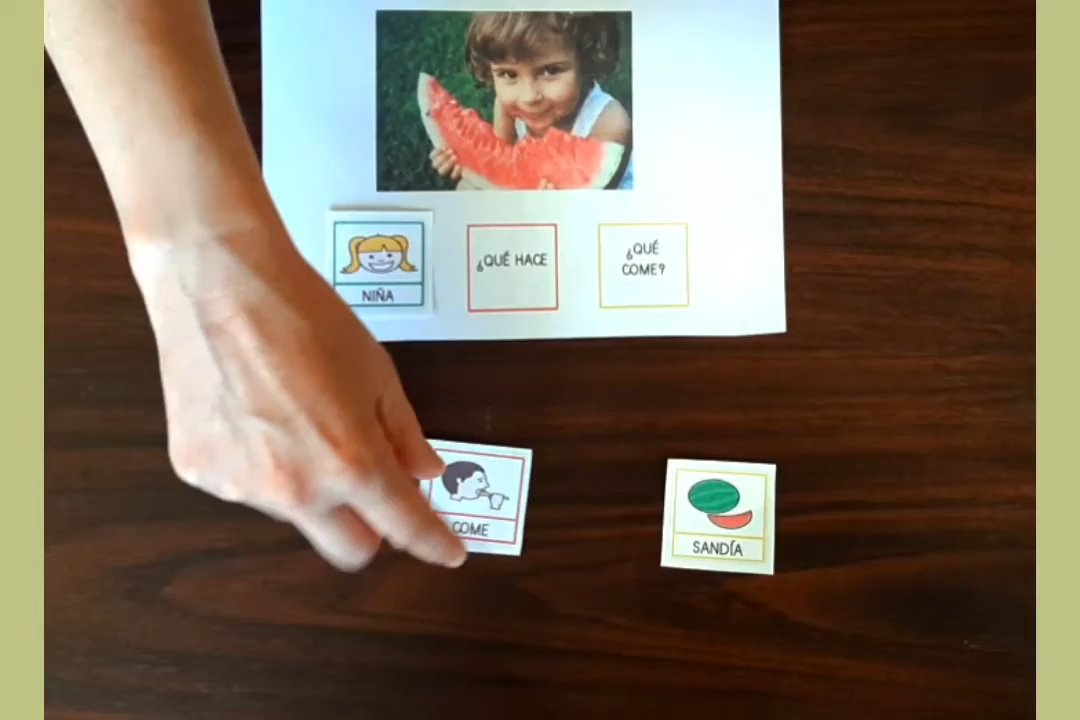 NIÑA
¿QUÉ HACE
¿QUÉ
COME?
COME
SANDÍA